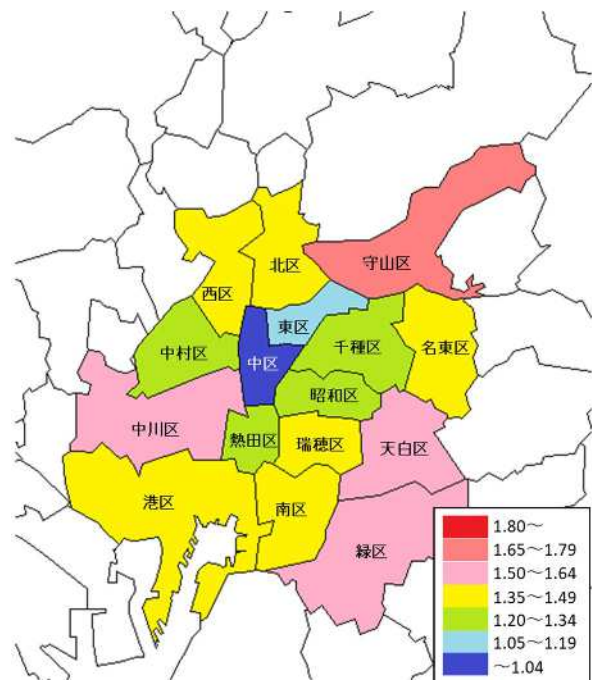 北区
守山区
西区
東区
中村区
千種区
名東区
中区
昭和区
中川区
熱田区
瑞穂区
天白区
港区
南区
緑区
1.80～
1.65～1.79
1.50～1.64
1.35～1.49
1.20～1.34
1.05～1.19
～1.04